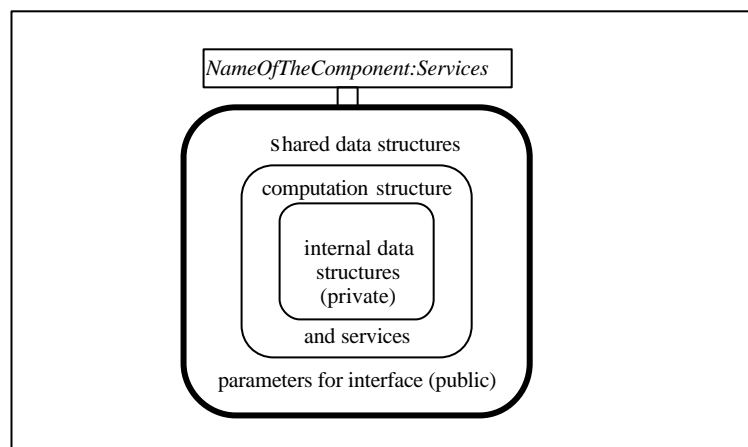 NameOfTheComponent:Services
shared data structures
computation structure
internal data
structures
(private)
and services
parameters for interface (public)